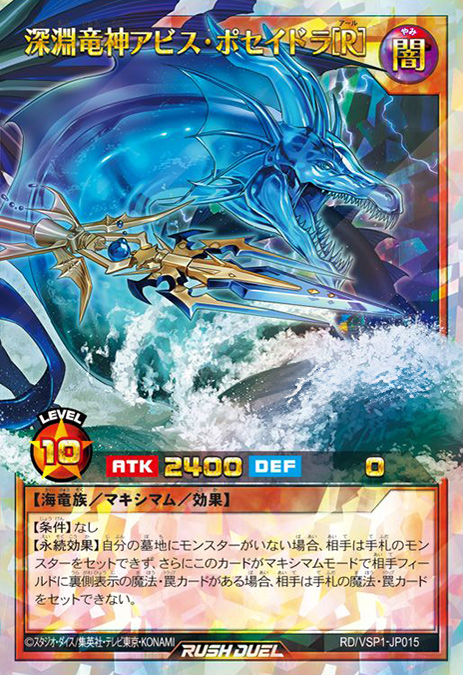 深淵竜神アビス・ポセイドラ[R]
アール
やみ
闇
LEVEL
10
ATK 2400 DEF 0
【海竜族／マキシマム／効果】
【条件】なし
【永続効果】自分の墓地にモンスターがいない場合、相手は手札のモン
スターをセットできず、さらにこのカードがマキシマムモードで相手フィー
ルドに裏側表示の魔法・罠カードがある場合、相手は手札の魔法・罠カード
をセットできない。
©スタジオ・ダイス/集英社・テレビ東京・KONAMI
RUSH DUEL
RD/VSP1-JP015